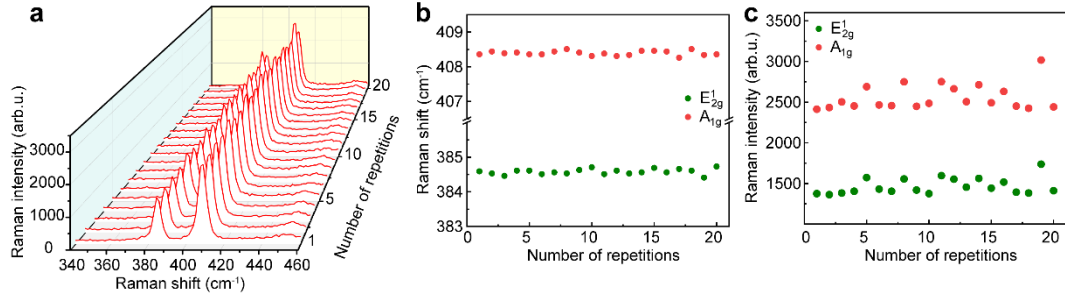 a
Raman intensity (arb.u.)
3000
2000
1000
0
340 360 380 400 420 440 460
Raman shift (cm⁻¹)
1
5
10
15
20
Number of repetitions
b
Raman shift (cm⁻¹)
409
408
407
385
384
383
0 5 10 15 20
Number of repetitions
E¹2g
A1g
c
Raman intensity (arb.u.)
3500
3000
2500
1500
0 5 10 15 20
Number of repetitions
E¹2g
A1g